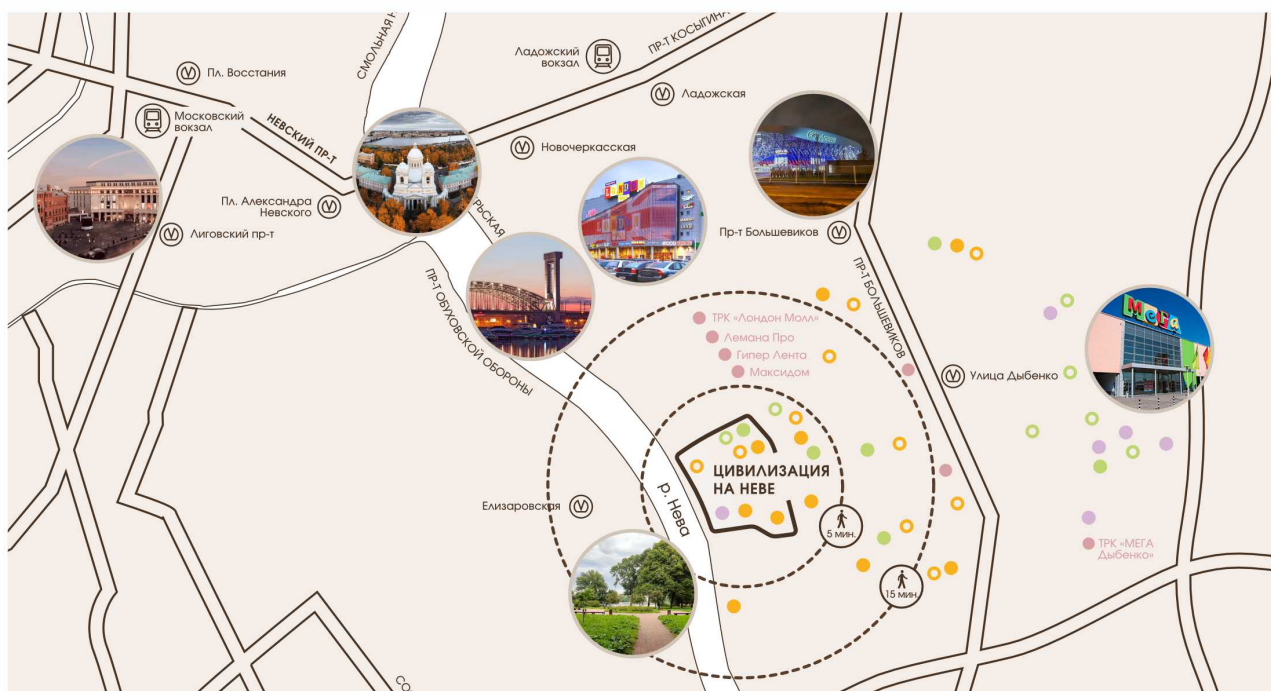 СМОЛЬНАЯ Н
ПР-Т КОСЫГИНА
Ладожский
вокзал
Пл. Восстания
Ладожская
Московский
вокзал
НЕВСКИЙ ПР-Т
Новочеркасская
Пл. Александра
Невского
Лиговский пр-т
РЬСКАЯ
Пр-т Большевиков
ПР-Т ОБУХОВСКОЙ ОБОРОНЫ
ПР-Т БОЛЬШЕВИКОВ
МЕГА
ТРК «Лондон Молл»
Лемана Про
Гипер Лента
Максидом
Улица Дыбенко
ЦИВИЛИЗАЦИЯ
НА НЕВЕ
р. Нева
Елизаровская
5 мин.
15 мин.
ТРК «МЕГА
Дыбенко»
СО